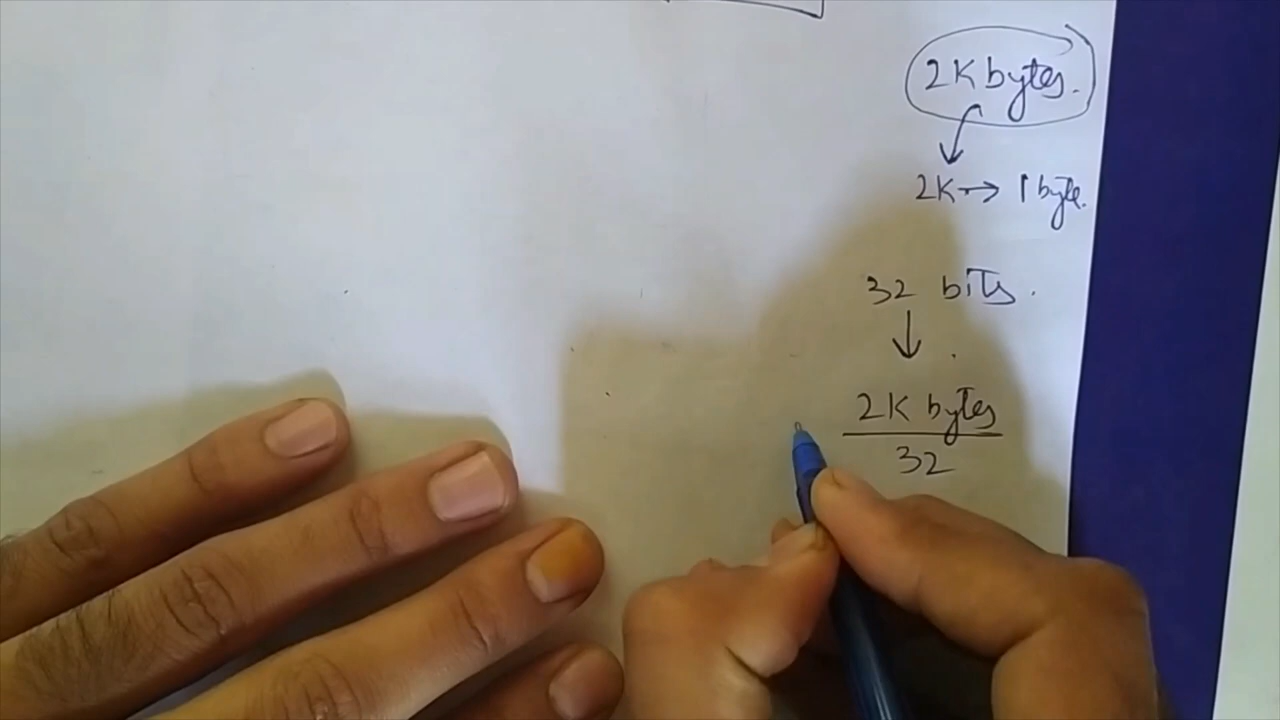 2K bytes.
2K → 1 byte.
32 bits.
2K bytes
32